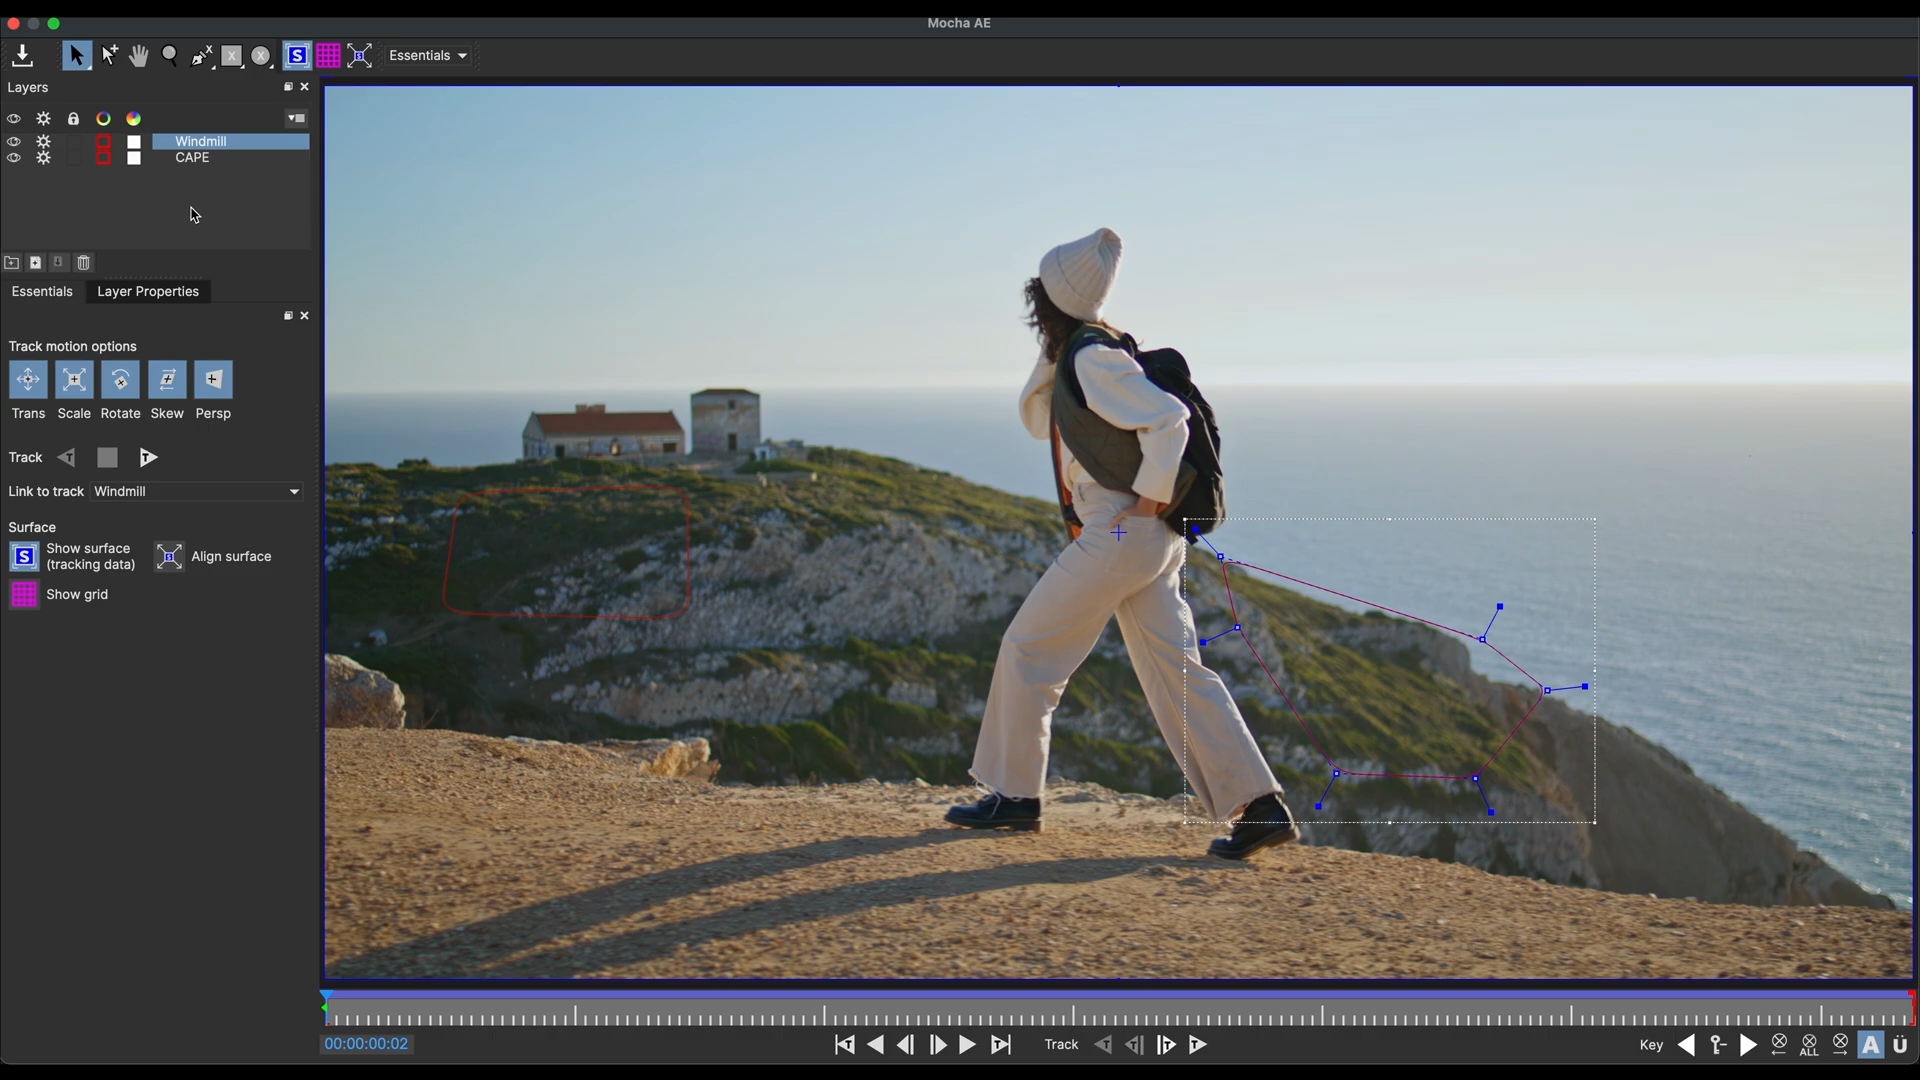 Mocha AE
Essentials
Layers
Windmill
CAPE
Essentials
Layer Properties
Track motion options
Trans
Scale
Rotate
Skew
Persp
Track
Link to track
Windmill
Surface
S
Show surface
(tracking data)
Align surface
Show grid
00:00:00:02
Track
Key
ALL
A
Ü